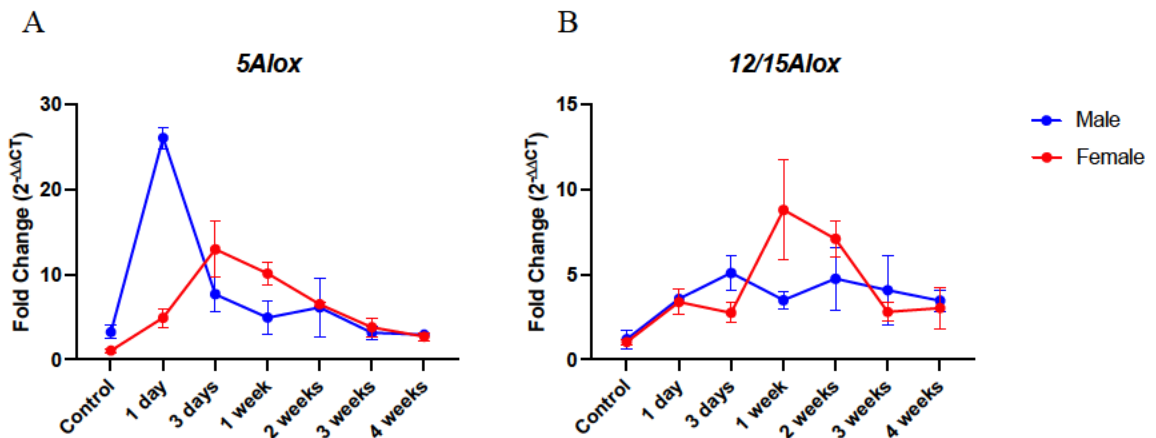 A
5Alox
Fold Change (2-ΔΔCT)
30
20
10
0
Control
1 day
3 days
1 week
2 weeks
3 weeks
4 weeks
B
12/15Alox
Fold Change (2-ΔΔCT)
15
10
5
0
Control
1 day
3 days
1 week
2 weeks
3 weeks
4 weeks
Male
Female